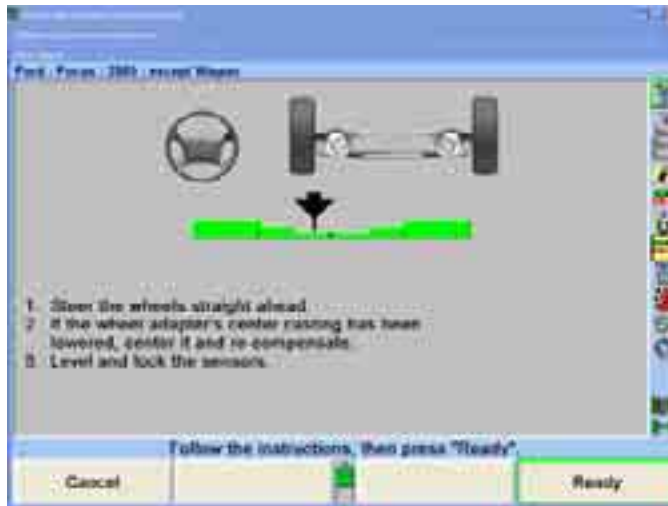 Ford : Focus : 2001 : except Wagon
1. Steer the wheels straight ahead.
2. If the wheel adapter's center casting has been
lowered, center it and re-compensate.
3. Level and lock the sensors.
Follow the instructions, then press "Ready".
Cancel
Ready